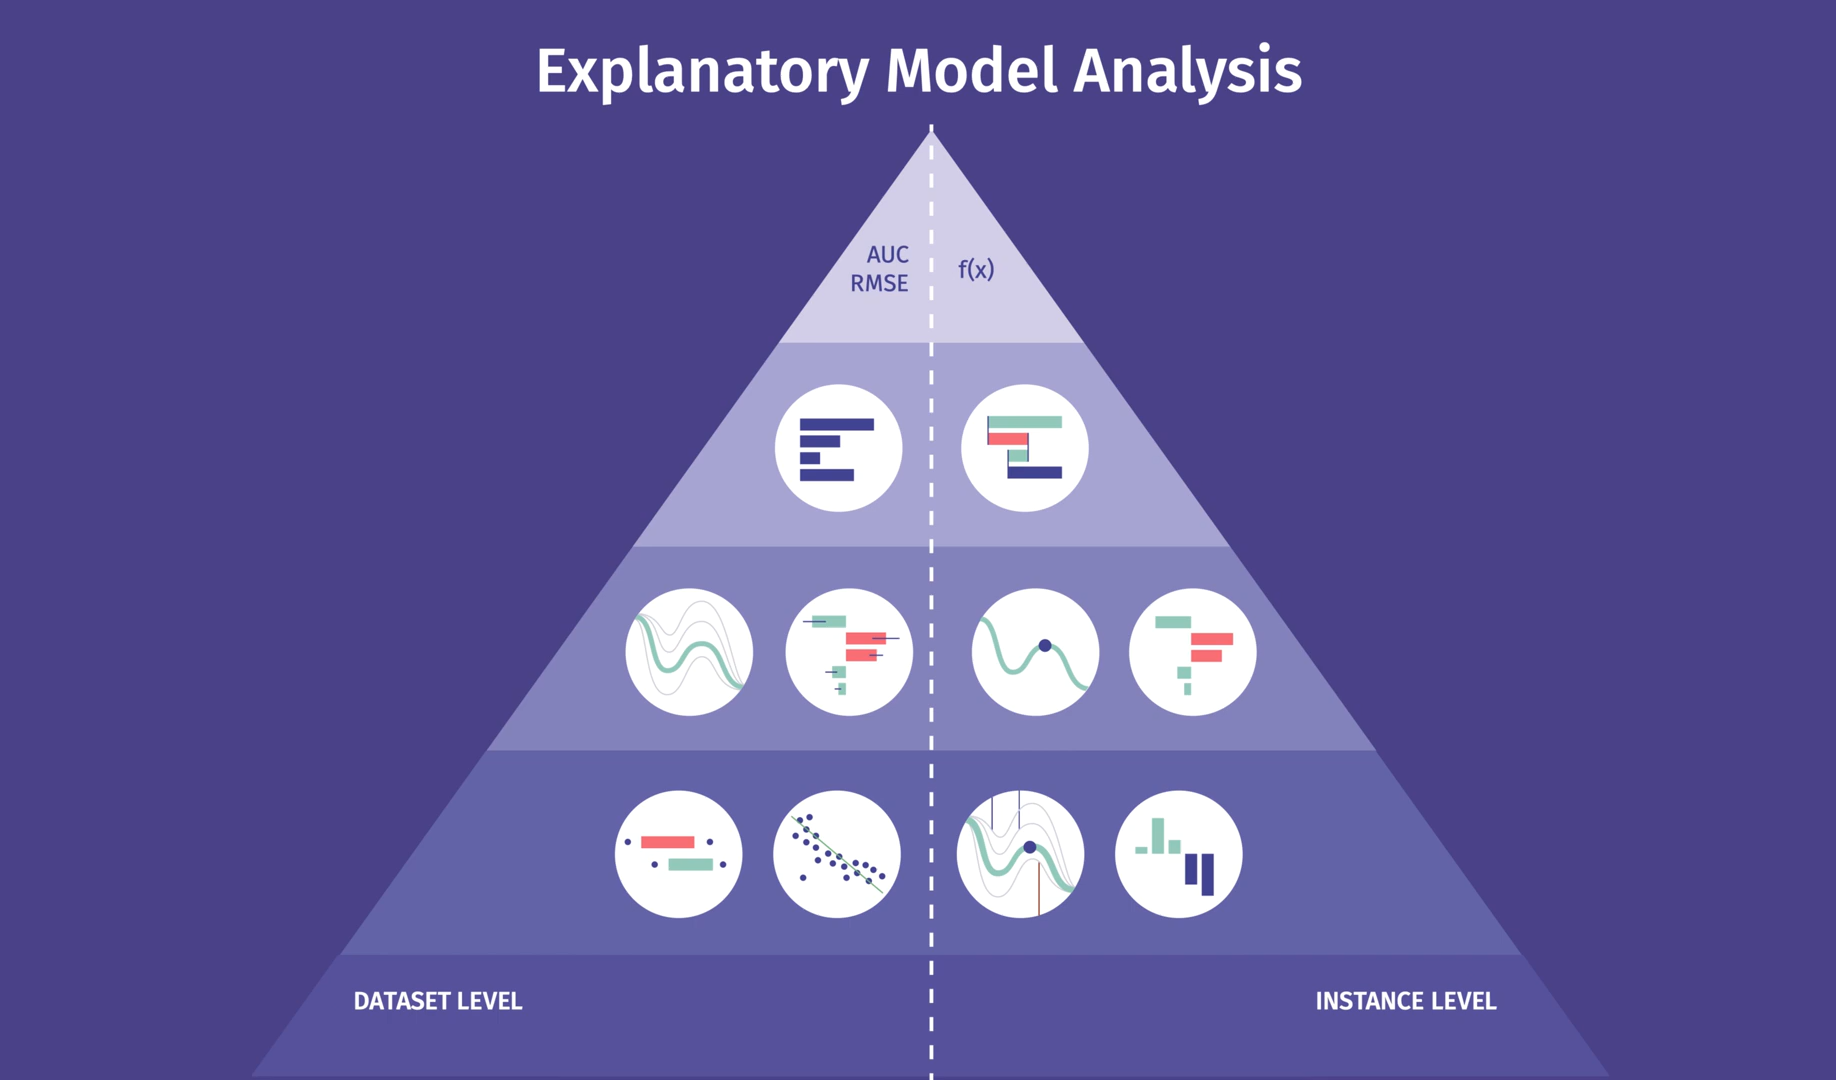 Explanatory Model Analysis
AUC
RMSE
f(x)
DATASET LEVEL
INSTANCE LEVEL